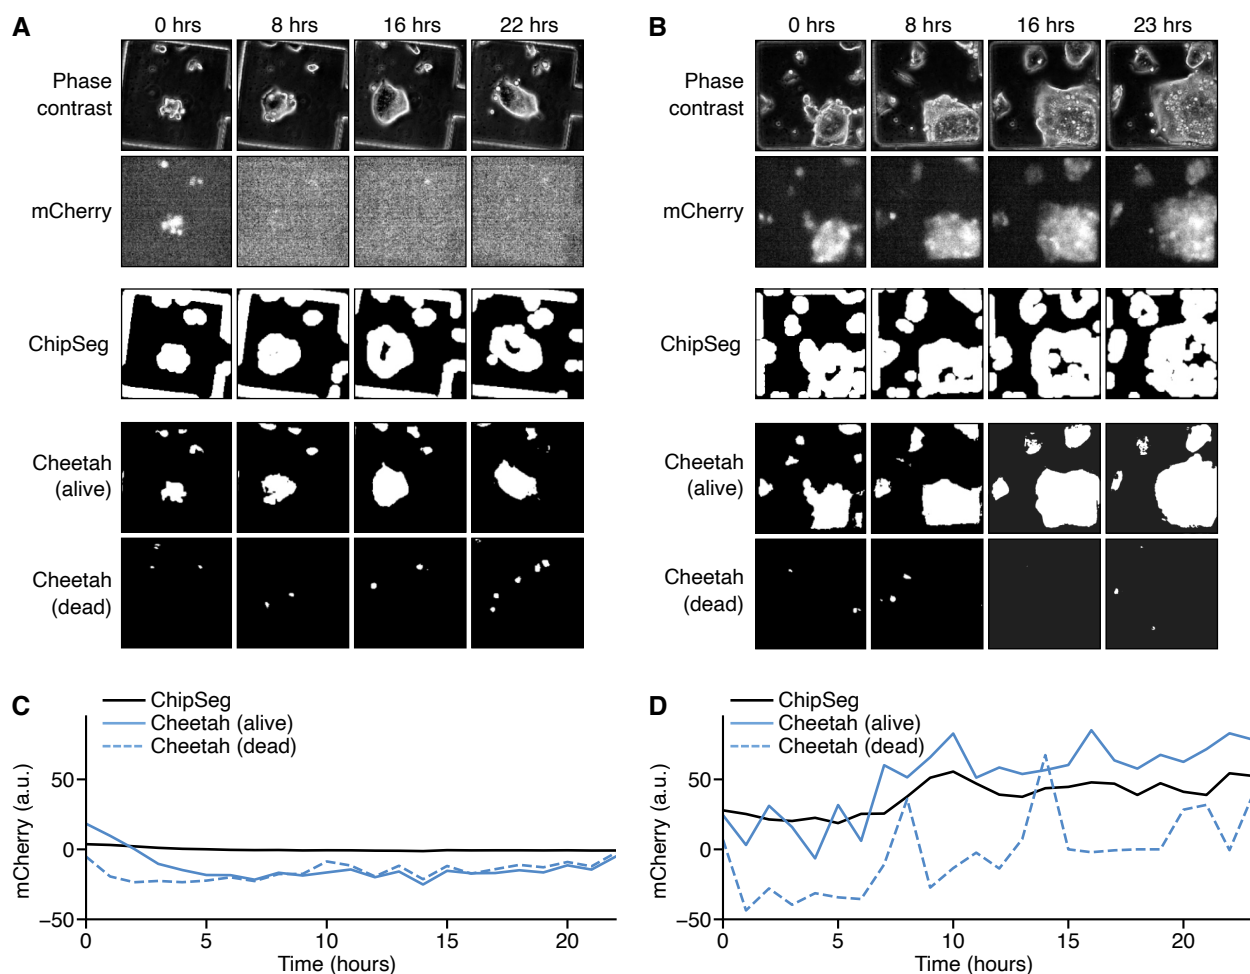 A
0 hrs 8 hrs 16 hrs 22 hrs
Phase
contrast
mCherry
ChipSeg
Cheetah
(alive)
Cheetah
(dead)
B
0 hrs 8 hrs 16 hrs 23 hrs
Phase
contrast
mCherry
ChipSeg
Cheetah
(alive)
Cheetah
(dead)
C
ChipSeg
Cheetah (alive)
Cheetah (dead)
mCherry (a.u.)
50
0
−50
0 5 10 15 20
Time (hours)
D
ChipSeg
Cheetah (alive)
Cheetah (dead)
mCherry (a.u.)
50
0
−50
0 5 10 15 20
Time (hours)